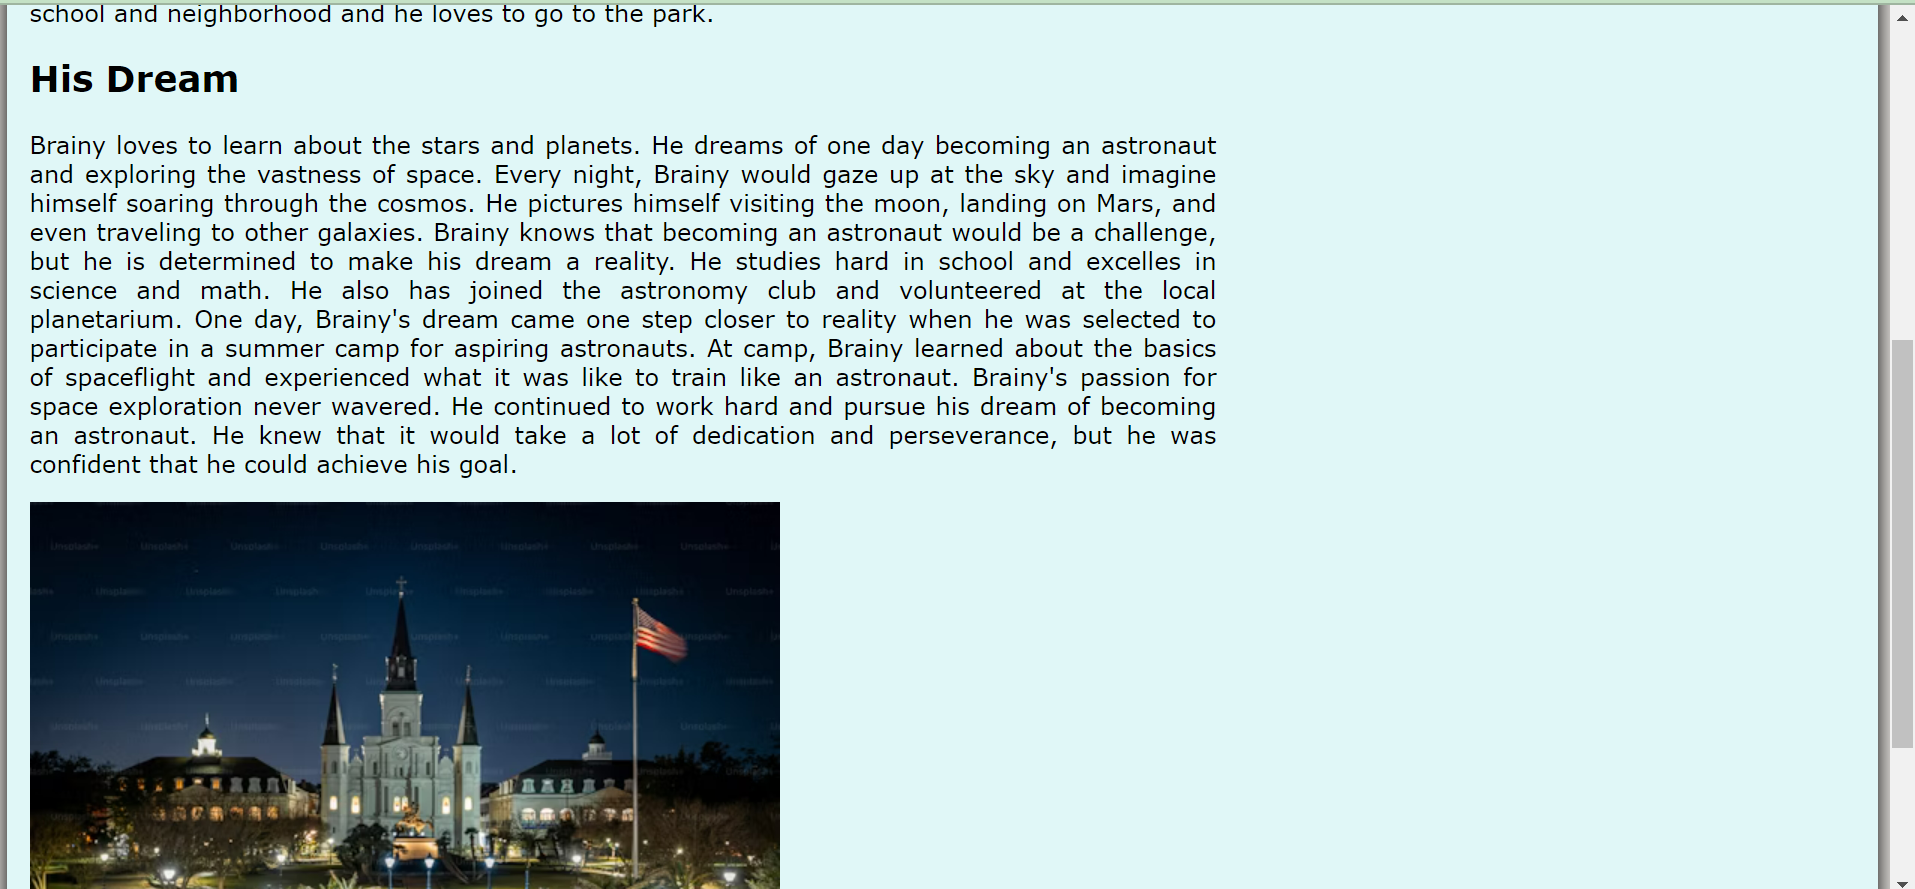 school and neighborhood and he loves to go to the park.
His Dream
Brainy loves to learn about the stars and planets. He dreams of one day becoming an astronaut
and exploring the vastness of space. Every night, Brainy would gaze up at the sky and imagine
himself soaring through the cosmos. He pictures himself visiting the moon, landing on Mars, and
even traveling to other galaxies. Brainy knows that becoming an astronaut would be a challenge,
but he is determined to make his dream a reality. He studies hard in school and excelles in
science and math. He also has joined the astronomy club and volunteered at the local
planetarium. One day, Brainy's dream came one step closer to reality when he was selected to
participate in a summer camp for aspiring astronauts. At camp, Brainy learned about the basics
of spaceflight and experienced what it was like to train like an astronaut. Brainy's passion for
space exploration never wavered. He continued to work hard and pursue his dream of becoming
an astronaut. He knew that it would take a lot of dedication and perseverance, but he was
confident that he could achieve his goal.
Unsplash+ Unsplash+ Unsplash+ Unsplash+ Unsplash+ Unsplash+ Unsplash+ Unsplash+